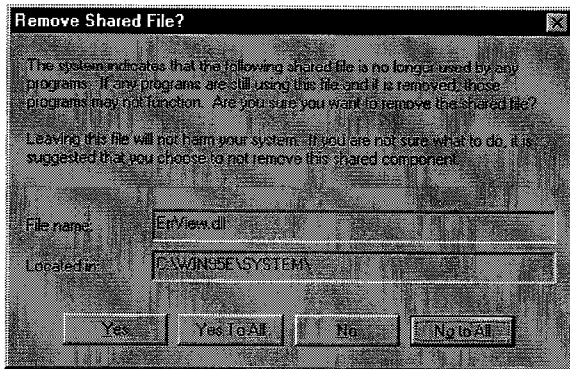 Remove Shared File?
The system indicates that the following shared file is no longer used by any
programs. If any programs are still using this file and it is removed, those
programs may not function. Are you sure you want to remove the shared file?
Leaving this file will not harm your system. If you are not sure what to do, it is
suggested that you choose to not remove this shared component.
File name: ErrView.dll
Located in: C:\WIN95E\SYSTEM\
Yes Yes To All No No to All